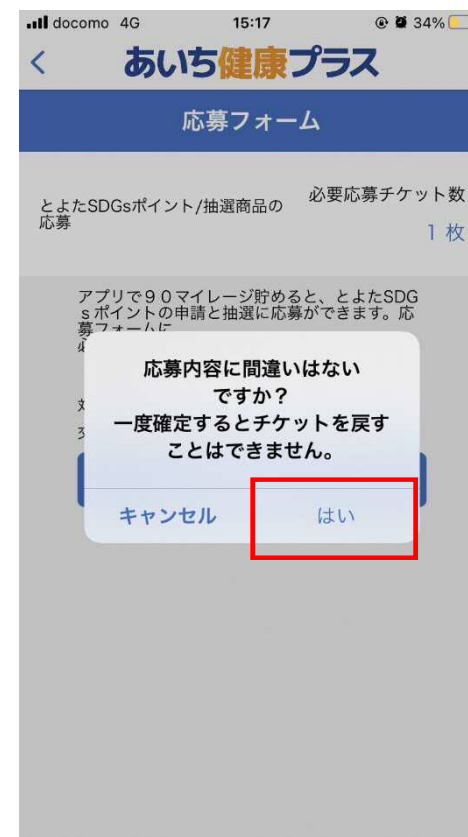 docomo 4G 15:17 34%
あいち健康プラス
応募フォーム
とよたSDGsポイント/抽選商品の
応募
必要応募チケット数
1 枚
アプリで９０マイレージ貯めると、とよたSDG
ｓポイントの申請と抽選に応募ができます。応
募フォームに
応募内容に間違いはない
ですか？
一度確定するとチケットを戻す
ことはできません。
キャンセル
はい